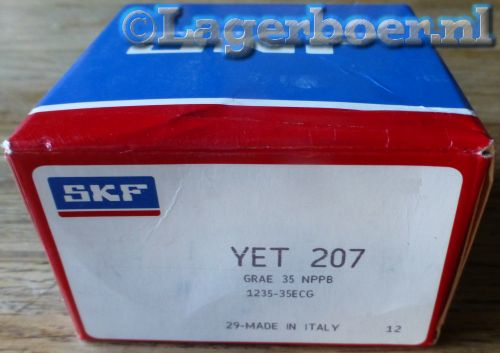 ©Lagerboer.nl
SKF
YET 207
GRAE 35 NPPB
1235-35ECG
29-MADE IN ITALY 12